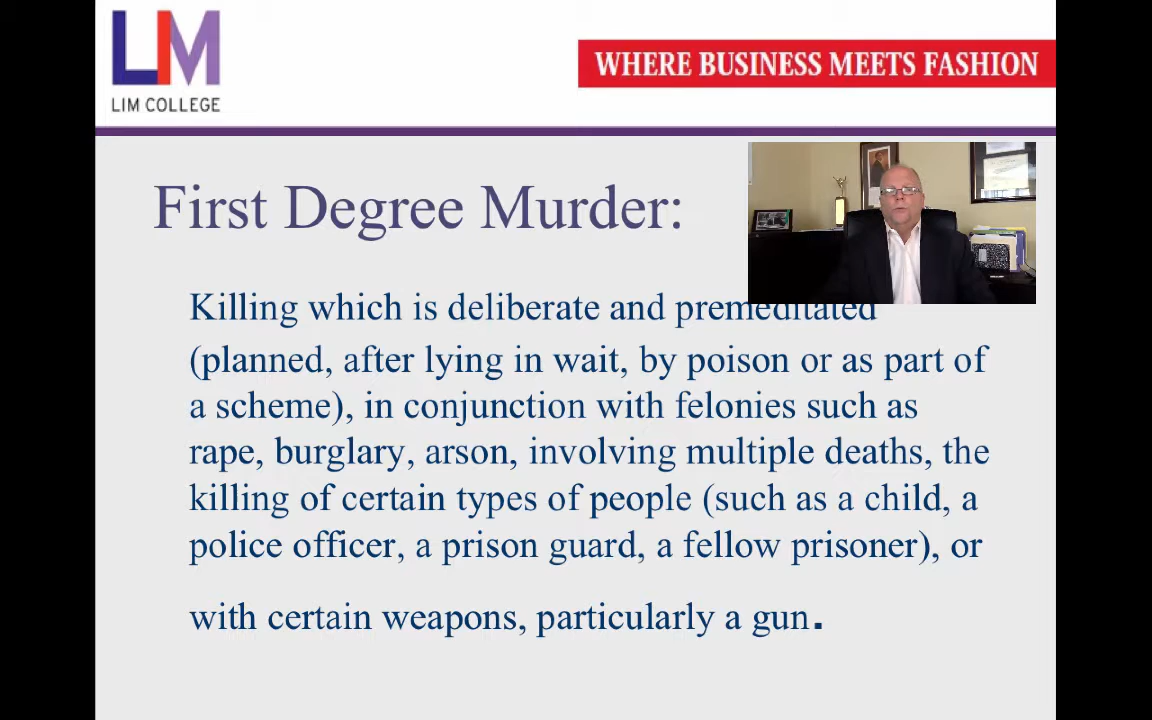 LIM
LIM COLLEGE
WHERE BUSINESS MEETS FASHION
First Degree Murder:
Killing which is deliberate and premeditated
(planned, after lying in wait, by poison or as part of
a scheme), in conjunction with felonies such as
rape, burglary, arson, involving multiple deaths, the
killing of certain types of people (such as a child, a
police officer, a prison guard, a fellow prisoner), or
with certain weapons, particularly a gun.